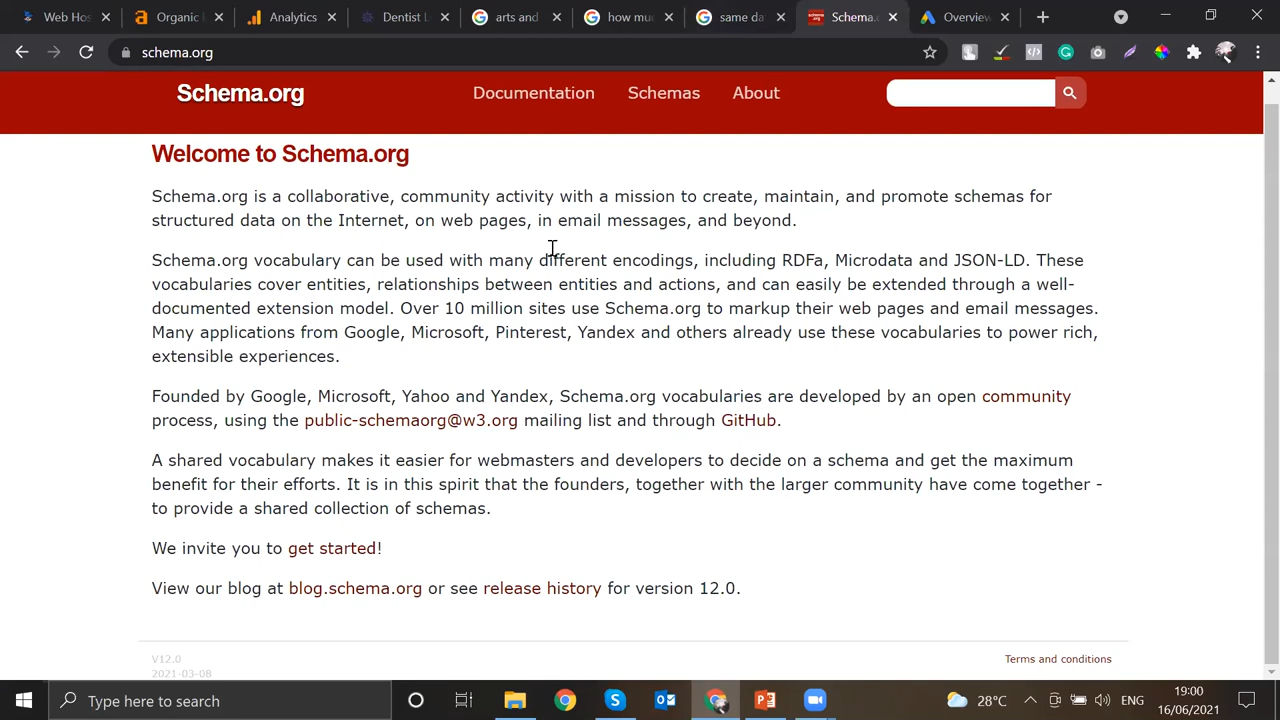 Web Hos
Organic
Analytics
Dentist L
arts and
how mu
same da
Schema.
Overview
schema.org
Schema.org
Documentation
Schemas
About
Welcome to Schema.org
Schema.org is a collaborative, community activity with a mission to create, maintain, and promote schemas for
structured data on the Internet, on web pages, in email messages, and beyond.
Schema.org vocabulary can be used with many different encodings, including RDFa, Microdata and JSON-LD. These
vocabularies cover entities, relationships between entities and actions, and can easily be extended through a well-
documented extension model. Over 10 million sites use Schema.org to markup their web pages and email messages.
Many applications from Google, Microsoft, Pinterest, Yandex and others already use these vocabularies to power rich,
extensible experiences.
Founded by Google, Microsoft, Yahoo and Yandex, Schema.org vocabularies are developed by an open community
process, using the public-schemaorg@w3.org mailing list and through GitHub.
A shared vocabulary makes it easier for webmasters and developers to decide on a schema and get the maximum
benefit for their efforts. It is in this spirit that the founders, together with the larger community have come together -
to provide a shared collection of schemas.
We invite you to get started!
View our blog at blog.schema.org or see release history for version 12.0.
V12.0
2021-03-08
Terms and conditions
Type here to search
28°C
ENG
19:00
16/06/2021